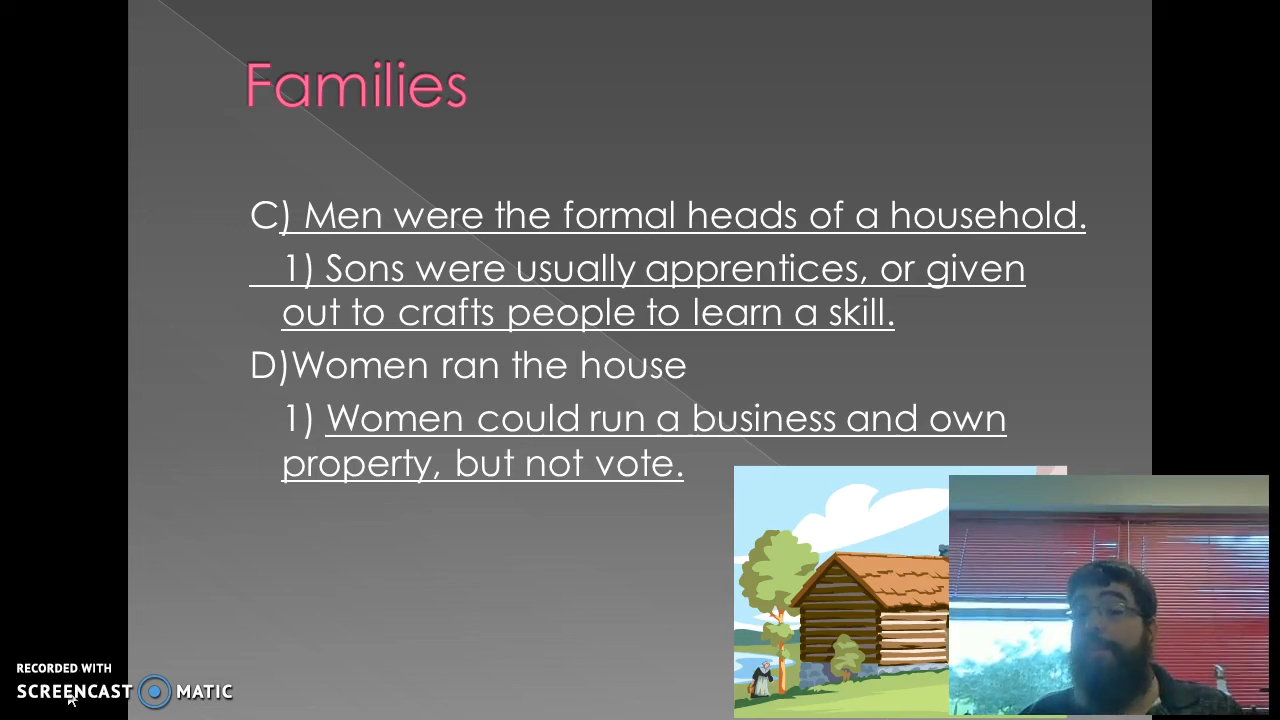 Families
C) Men were the formal heads of a household.
1) Sons were usually apprentices, or given
out to crafts people to learn a skill.
D)Women ran the house
1) Women could run a business and own
property, but not vote.
RECORDED WITH
SCREENCAST MATIC